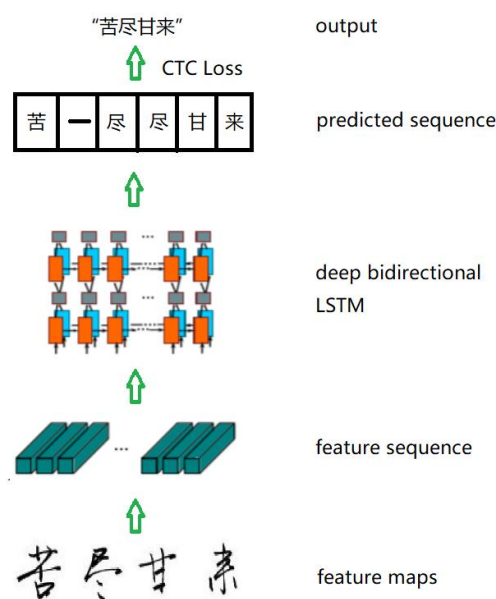 “苦尽甘来” output
CTC Loss
苦 一 尽 尽 甘 来 predicted sequence
deep bidirectional
LSTM
... feature sequence
苦尽甘来 feature maps